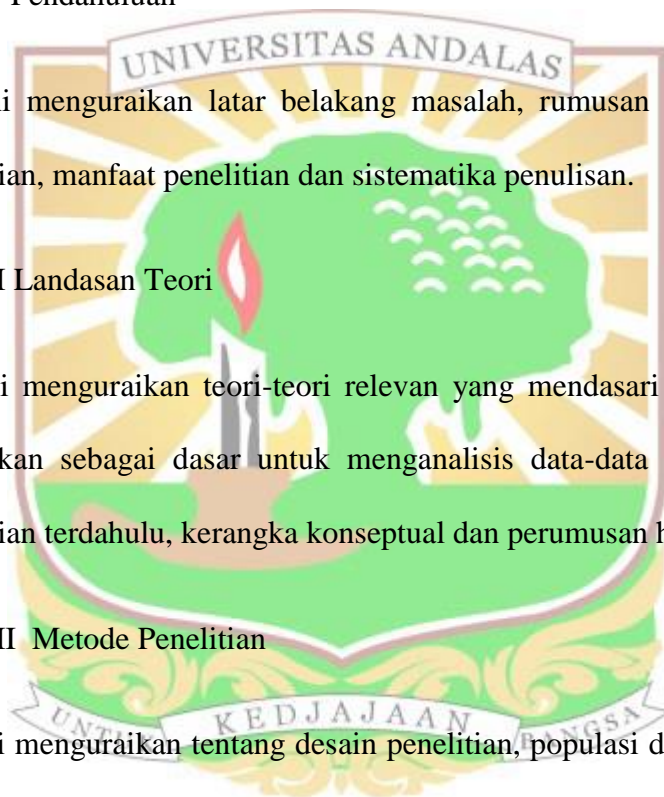 Pendahuluan
UNIVERSITAS ANDALAS
i menguraikan latar belakang masalah, rumusan
ian, manfaat penelitian dan sistematika penulisan.
I Landasan Teori
i menguraikan teori-teori relevan yang mendasari
kan sebagai dasar untuk menganalisis data-data
ian terdahulu, kerangka konseptual dan perumusan h
II Metode Penelitian
UNTUK KEDJAJAAN BANGSA
i menguraikan tentang desain penelitian, populasi d